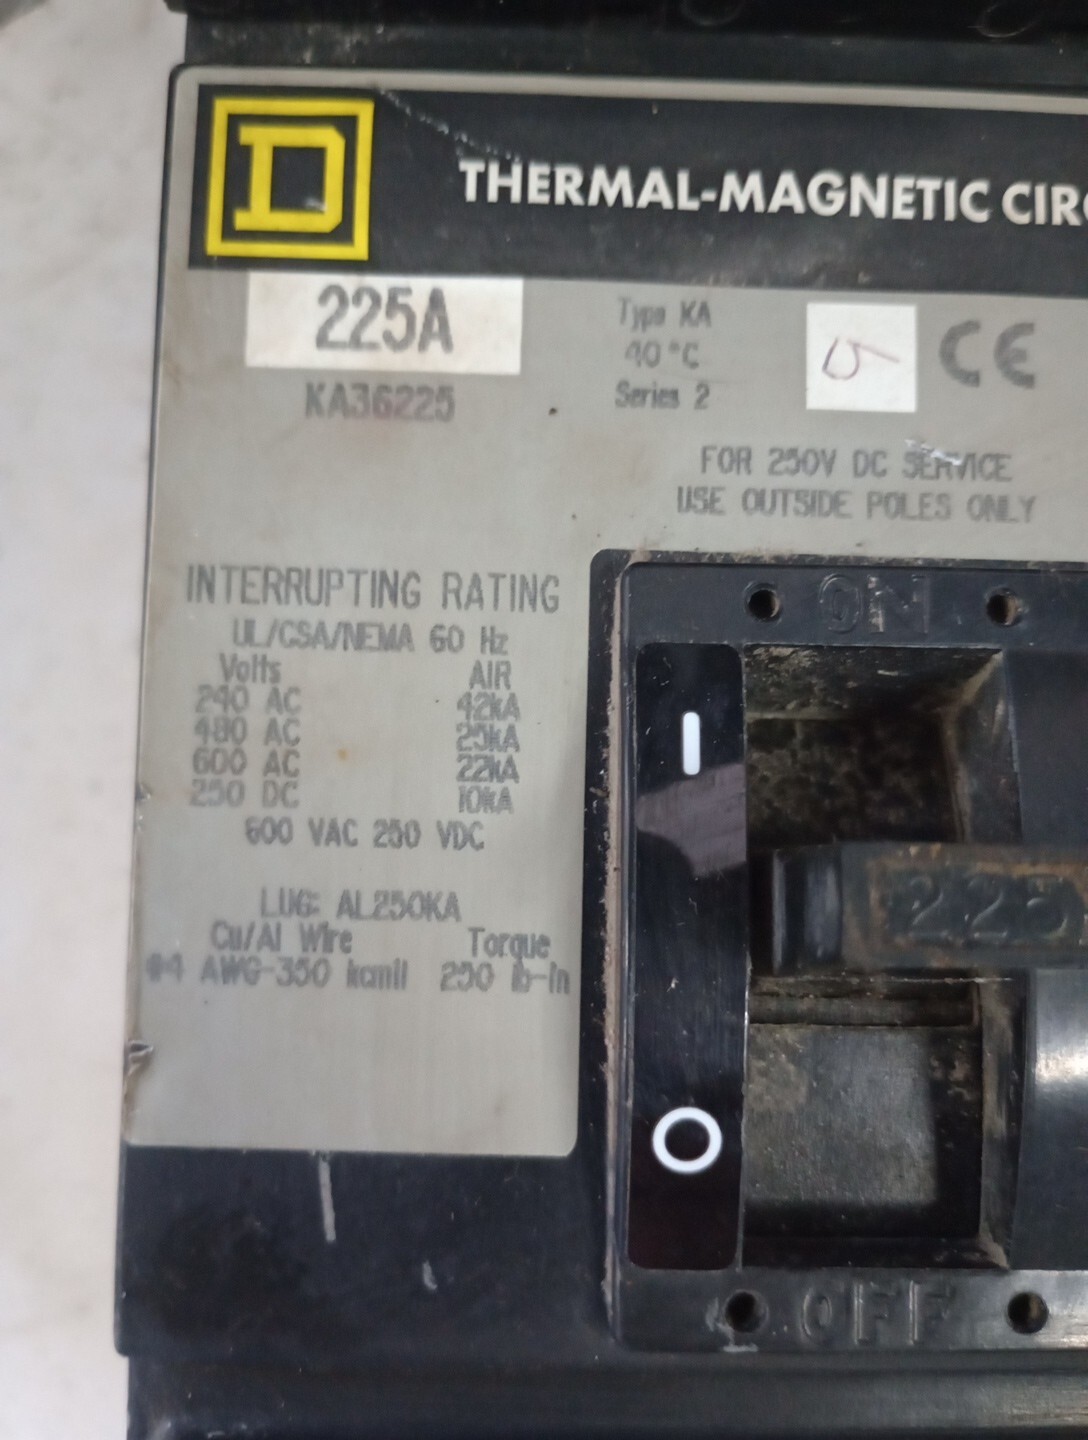 D
THERMAL-MAGNETIC CIRC
225A
KA36225
Type KA
40°C
Series 2
5
CE
FOR 250V DC SERVICE
USE OUTSIDE POLES ONLY
INTERRUPTING RATING
UL/CSA/NEMA 60 Hz
Volts AIR
240 AC 42kA
480 AC 25kA
600 AC 22kA
250 DC 10kA
600 VAC 250 VDC
LUG: AL250KA
Cu/Al Wire Torque
#4 AWG-350 kcmil 250 lb-in
ON
I
225
O
OFF